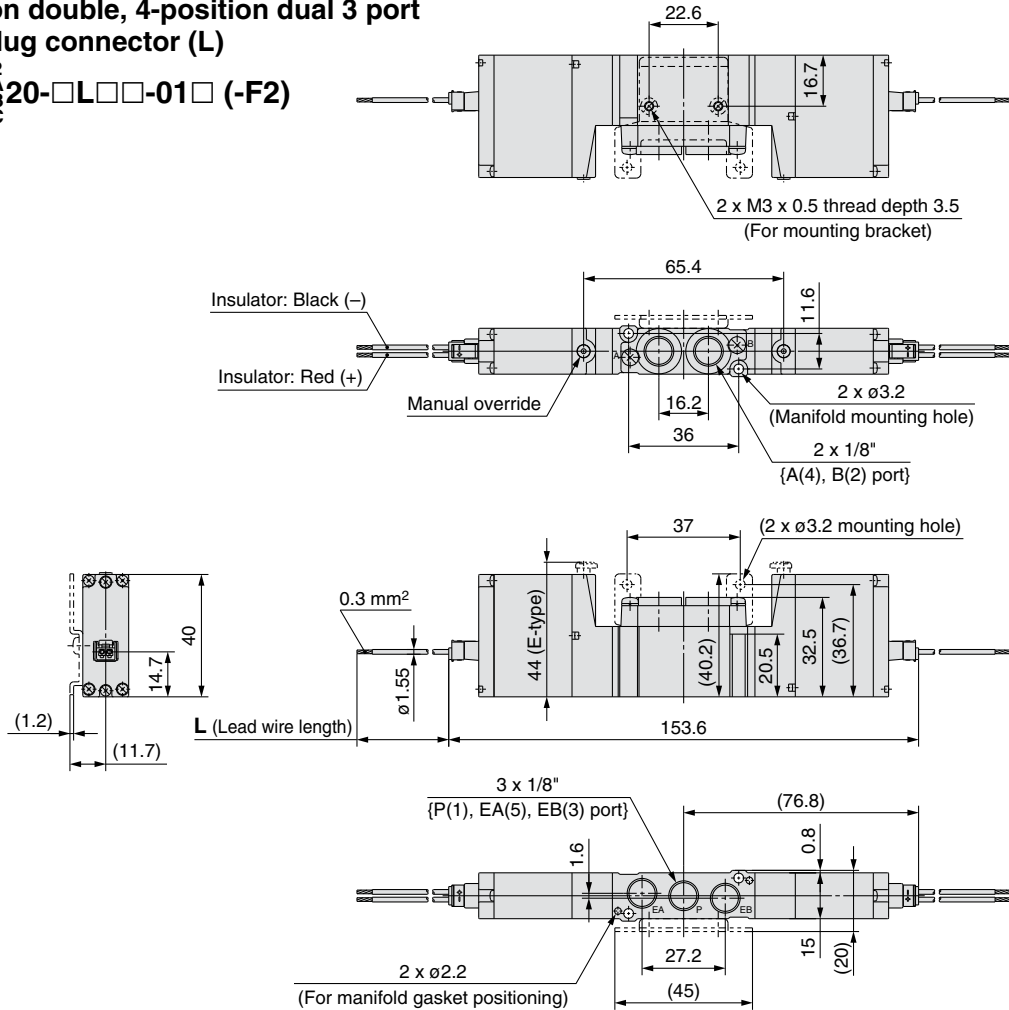 on double, 4-position dual 3 port
lug connector (L)
20-□L□□-01□ (-F2)
22.6
16.7
2 x M3 x 0.5 thread depth 3.5
(For mounting bracket)
65.4
11.6
Insulator: Black (–)
Insulator: Red (+)
A
B
Manual override
16.2
36
2 x ø3.2
(Manifold mounting hole)
2 x 1/8"
{A(4), B(2) port}
37
(2 x ø3.2 mounting hole)
0.3 mm²
ø1.55
44 (E-type)
(40.2)
20.5
32.5
(36.7)
40
14.7
(1.2)
(11.7)
L (Lead wire length)
153.6
3 x 1/8"
{P(1), EA(5), EB(3) port}
(76.8)
1.6
0.8
EA
P
EB
15
(20)
27.2
(45)
2 x ø2.2
(For manifold gasket positioning)